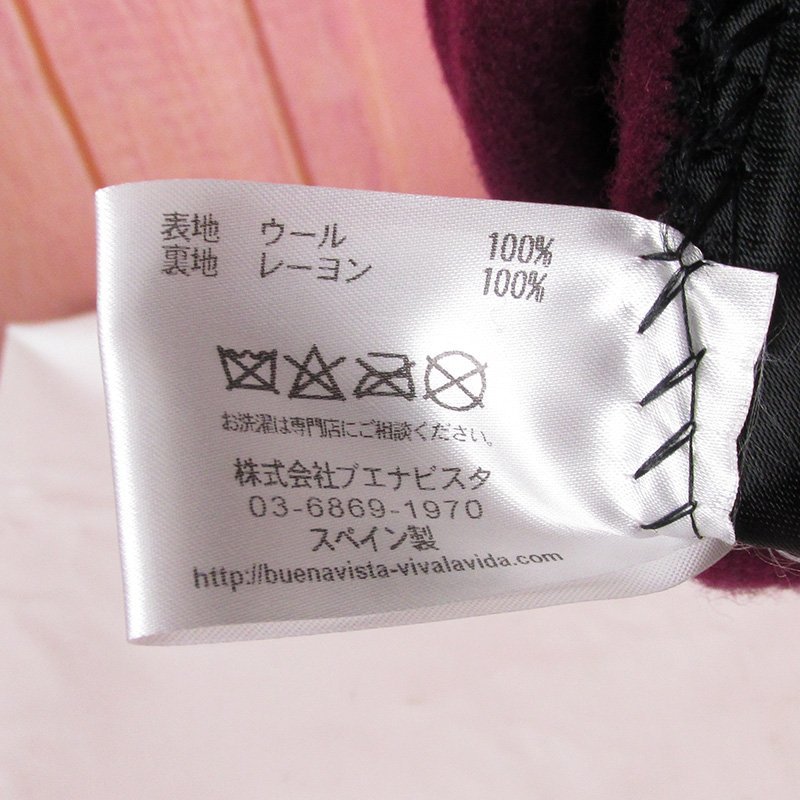 表地 ウール 100%
裏地 レーヨン 100%
お洗濯は専門店にご相談ください。
株式会社ブエナビスタ
03-6869-1970
スペイン製
http://buenavista-vivalavida.com